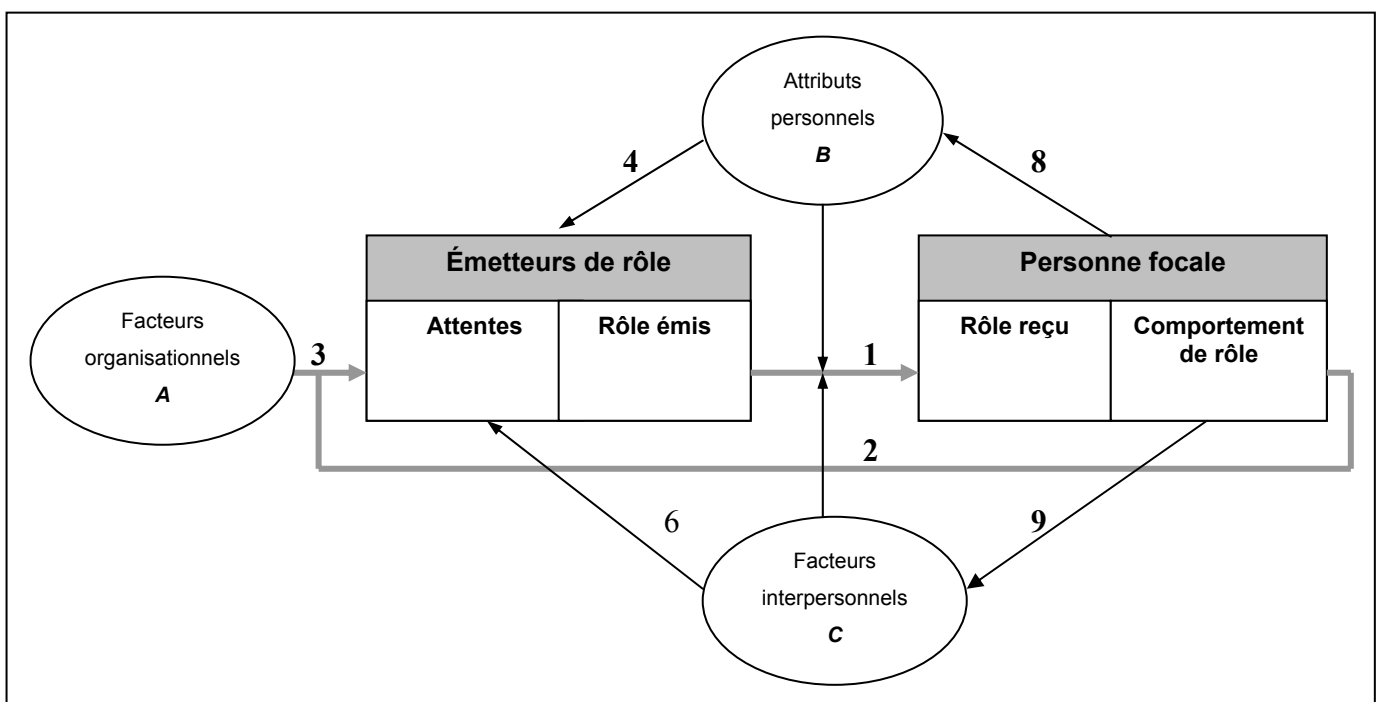 Attributs
personnels
B
4
8
Émetteurs de rôle
Personne focale
Attentes
Rôle émis
Rôle reçu
Comportement
de rôle
Facteurs
organisationnels
A
3
1
2
6
9
Facteurs
interpersonnels
C